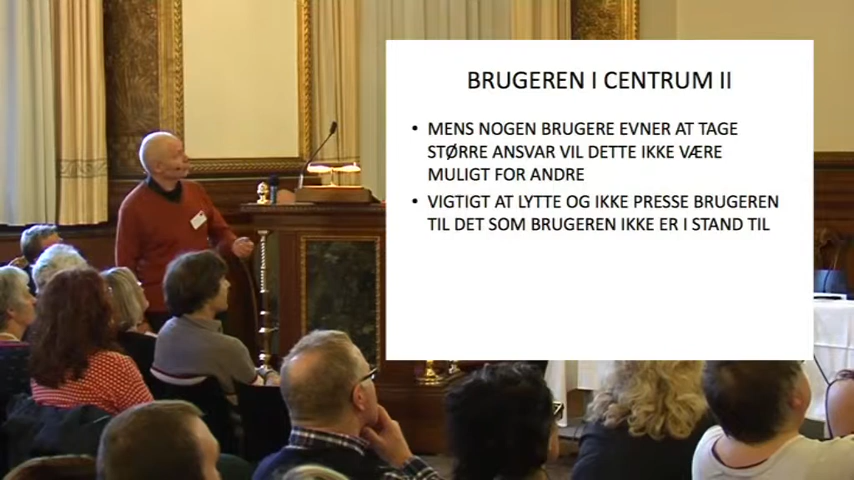 BRUGEREN I CENTRUM II
• MENS NOGEN BRUGERE EVNER AT TAGE
STØRRE ANSVAR VIL DETTE IKKE VÆRE
MULIGT FOR ANDRE
• VIGTIGT AT LYTTE OG IKKE PRESSE BRUGEREN
TIL DET SOM BRUGEREN IKKE ER I STAND TIL